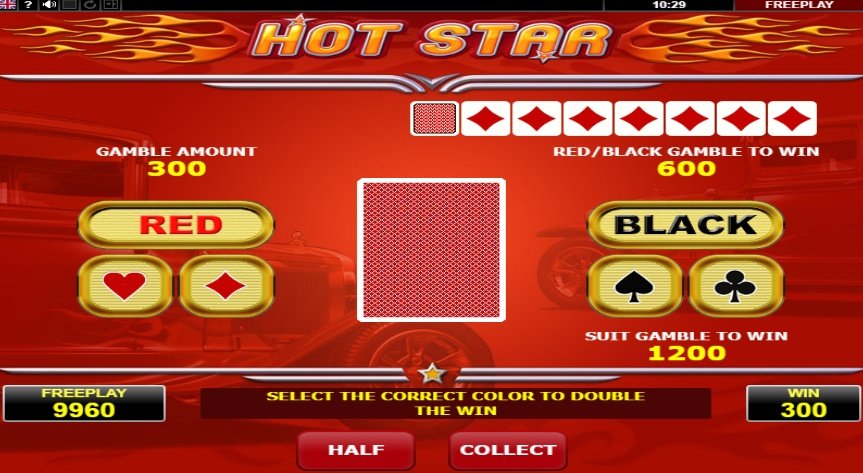 ?
10:29
FREEPLAY
HOT STAR
GAMBLE AMOUNT
300
RED/BLACK GAMBLE TO WIN
600
RED
BLACK
SUIT GAMBLE TO WIN
1200
FREEPLAY
9960
SELECT THE CORRECT COLOR TO DOUBLE
THE WIN
WIN
300
HALF
COLLECT